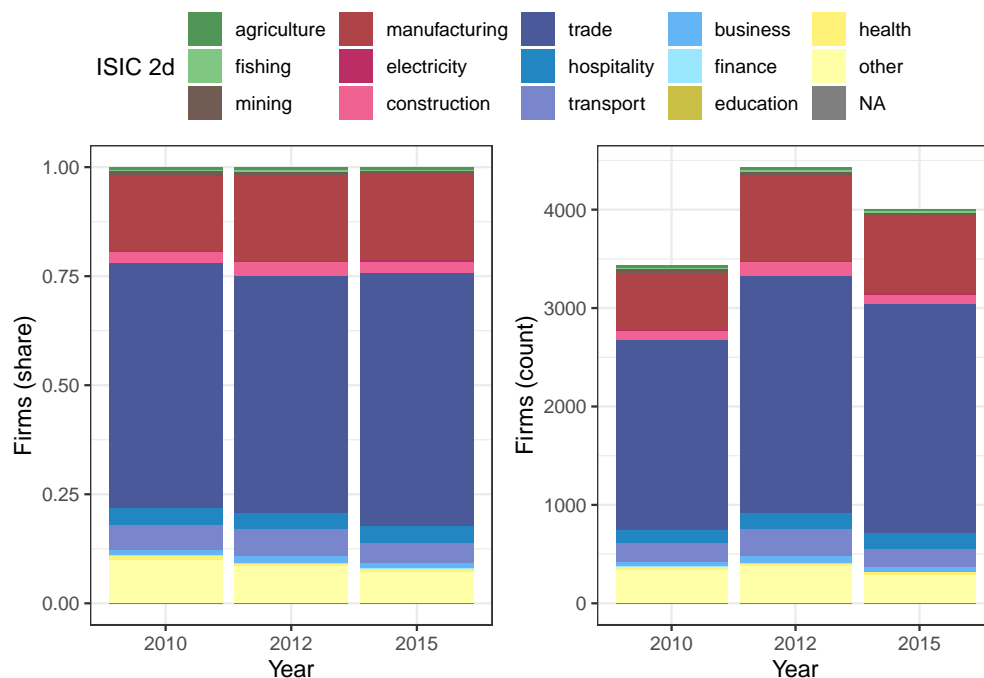 ISIC 2d
agriculture
fishing
mining
manufacturing
electricity
construction
trade
hospitality
transport
business
finance
education
health
other
NA
Firms (share)
1.00
0.75
0.50
0.25
0.00
2010 2012 2015
Year
Firms (count)
4000
3000
2000
1000
0
2010 2012 2015
Year